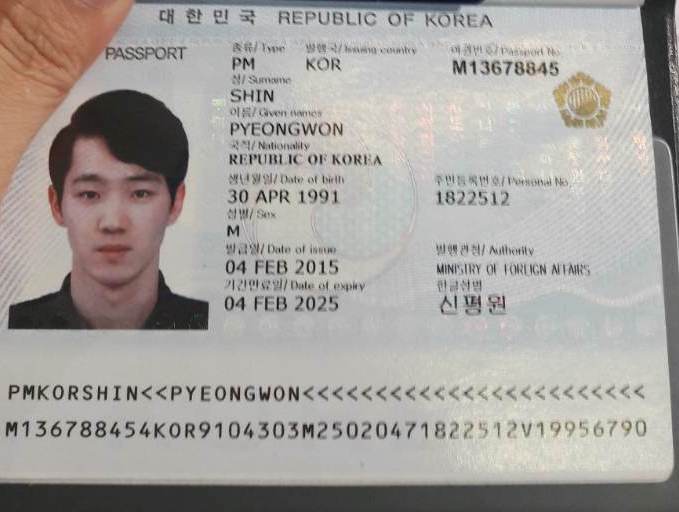 대한민국 REPUBLIC OF KOREA
PASSPORT
종류/Type 발행국/Issuing country 여권번호/Passport No.
PM KOR M13678845
성/Surname
SHIN
이름/Given names
PYEONGWON
국적/Nationality
REPUBLIC OF KOREA
생년월일/Date of birth 주민등록번호/Personal No.
30 APR 1991 1822512
성별/Sex
M
발급일/Date of issue 발행관청/Authority
04 FEB 2015 MINISTRY OF FOREIGN AFFAIRS
기간만료일/Date of expiry 한글성명
04 FEB 2025 신평원
PMKORSHIN<<PYEONGWON<<<<<<<<<<<<<<<<<<<<<<<<
M136788454KOR9104303M25020471822512V19956790